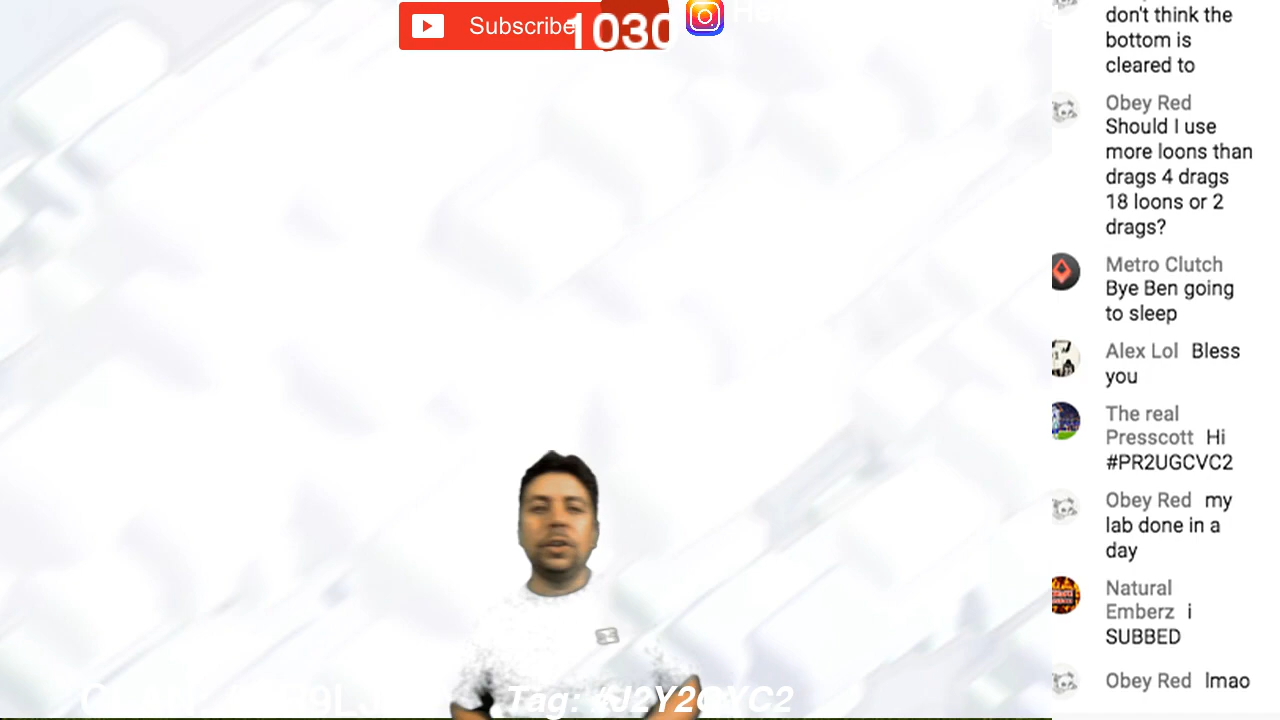 Subscribe 1030
don't think the
bottom is
cleared to
Obey Red
Should I use
more loons than
drags 4 drags
18 loons or 2
drags?
Metro Clutch
Bye Ben going
to sleep
Alex Lol Bless
you
The real
Presscott Hi
#PR2UGCVC2
Obey Red my
lab done in a
day
Natural
Emberz i
SUBBED
Obey Red lmao
Tag: